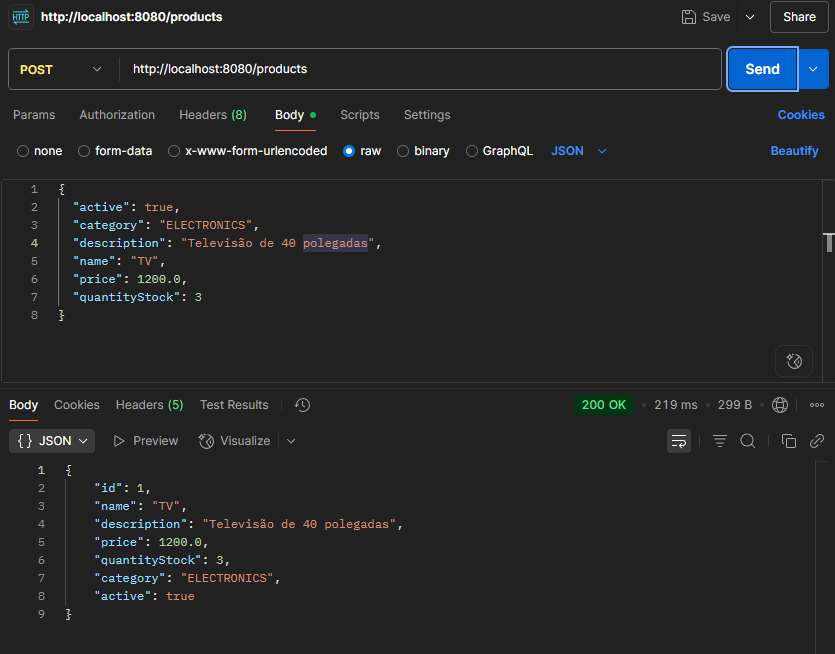 HTTP http://localhost:8080/products Save Share
POST http://localhost:8080/products Send
Params Authorization Headers (8) Body Scripts Settings Cookies
none form-data x-www-form-urlencoded raw binary GraphQL JSON Beautify
1 {
2 "active": true,
3 "category": "ELECTRONICS",
4 "description": "Televisão de 40 polegadas",
5 "name": "TV",
6 "price": 1200.0,
7 "quantityStock": 3
8 }
Body Cookies Headers (5) Test Results 200 OK • 219 ms • 299 B •
{} JSON Preview Visualize
1 {
2 "id": 1,
3 "name": "TV",
4 "description": "Televisão de 40 polegadas",
5 "price": 1200.0,
6 "quantityStock": 3,
7 "category": "ELECTRONICS",
8 "active": true
9 }